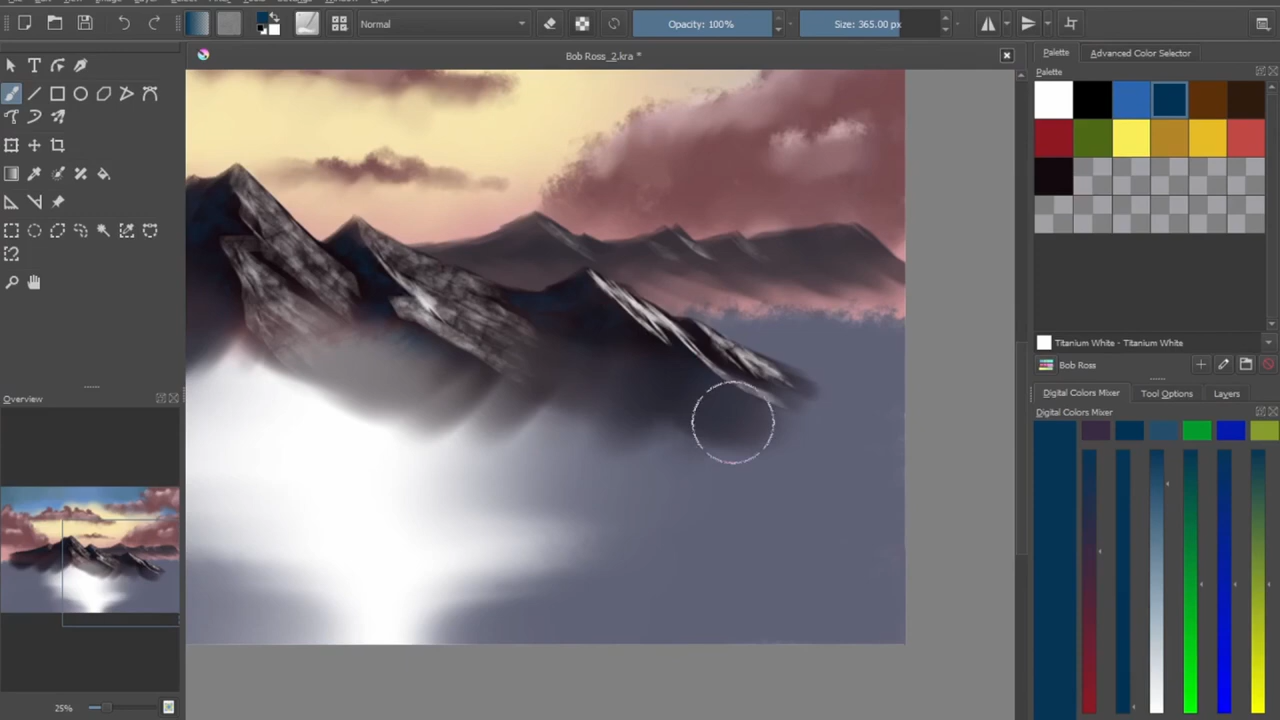 Normal
Opacity: 100%
Size: 365.00 px
Bob Ross_2.kra *
Palette
Advanced Color Selector
Palette
Titanium White - Titanium White
Bob Ross
Overview
Digital Colors Mixer
Tool Options
Layers
Digital Colors Mixer
25%